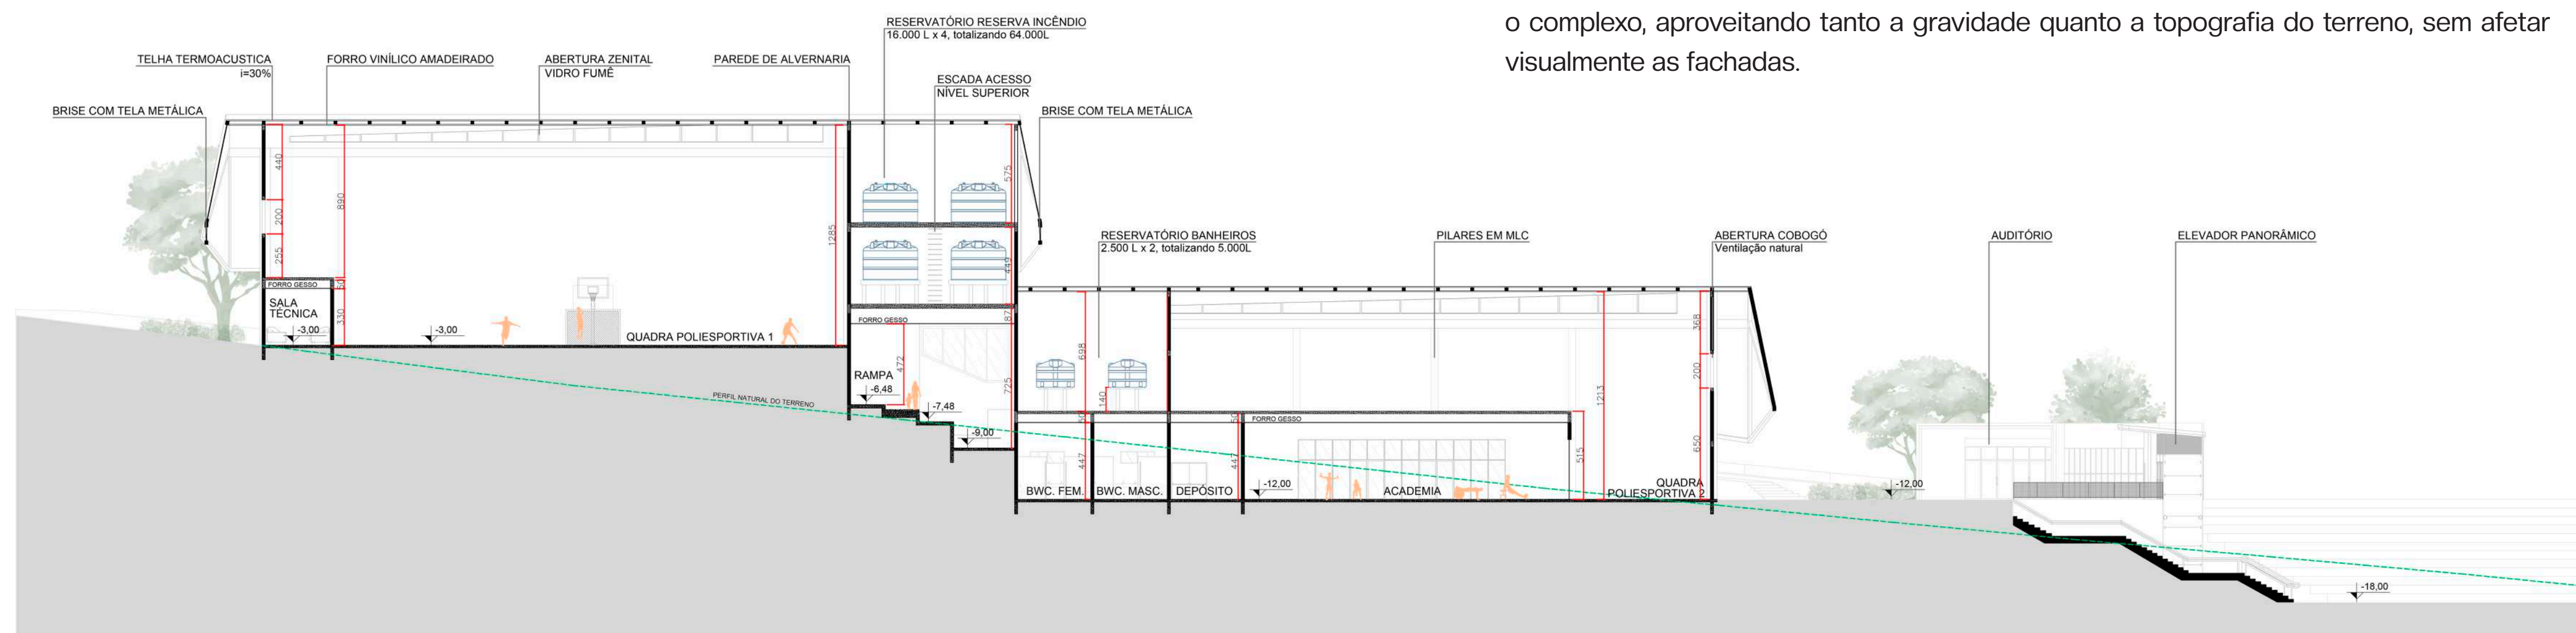 o complexo, aproveitando tanto a gravidade quanto a topografia do terreno, sem afetar
visualmente as fachadas.
RESERVATÓRIO RESERVA INCÊNDIO
16.000 L x 4, totalizando 64.000L
TELHA TERMOACUSTICA
i=30%
FORRO VINÍLICO AMADEIRADO
ABERTURA ZENITAL
VIDRO FUMÊ
PAREDE DE ALVERNARIA
ESCADA ACESSO
NÍVEL SUPERIOR
BRISE COM TELA METÁLICA
BRISE COM TELA METÁLICA
440
890
200
255
1285
575
449
RESERVATÓRIO BANHEIROS
2.500 L x 2, totalizando 5.000L
PILARES EM MLC
ABERTURA COBOGÓ
Ventilação natural
AUDITÓRIO
ELEVADOR PANORÂMICO
FORRO GESSO
50
SALA
TÉCNICA
-3,00
330
-3,00
QUADRA POLIESPORTIVA 1
FORRO GESSO
87
472
RAMPA
-6,48
-7,48
-9,00
725
698
140
368
200
1213
650
PERFIL NATURAL DO TERRENO
50
50
FORRO GESSO
447
447
515
BWC. FEM.
BWC. MASC.
DEPÓSITO
-12,00
ACADEMIA
QUADRA
POLIESPORTIVA 2
-12,00
-18,00